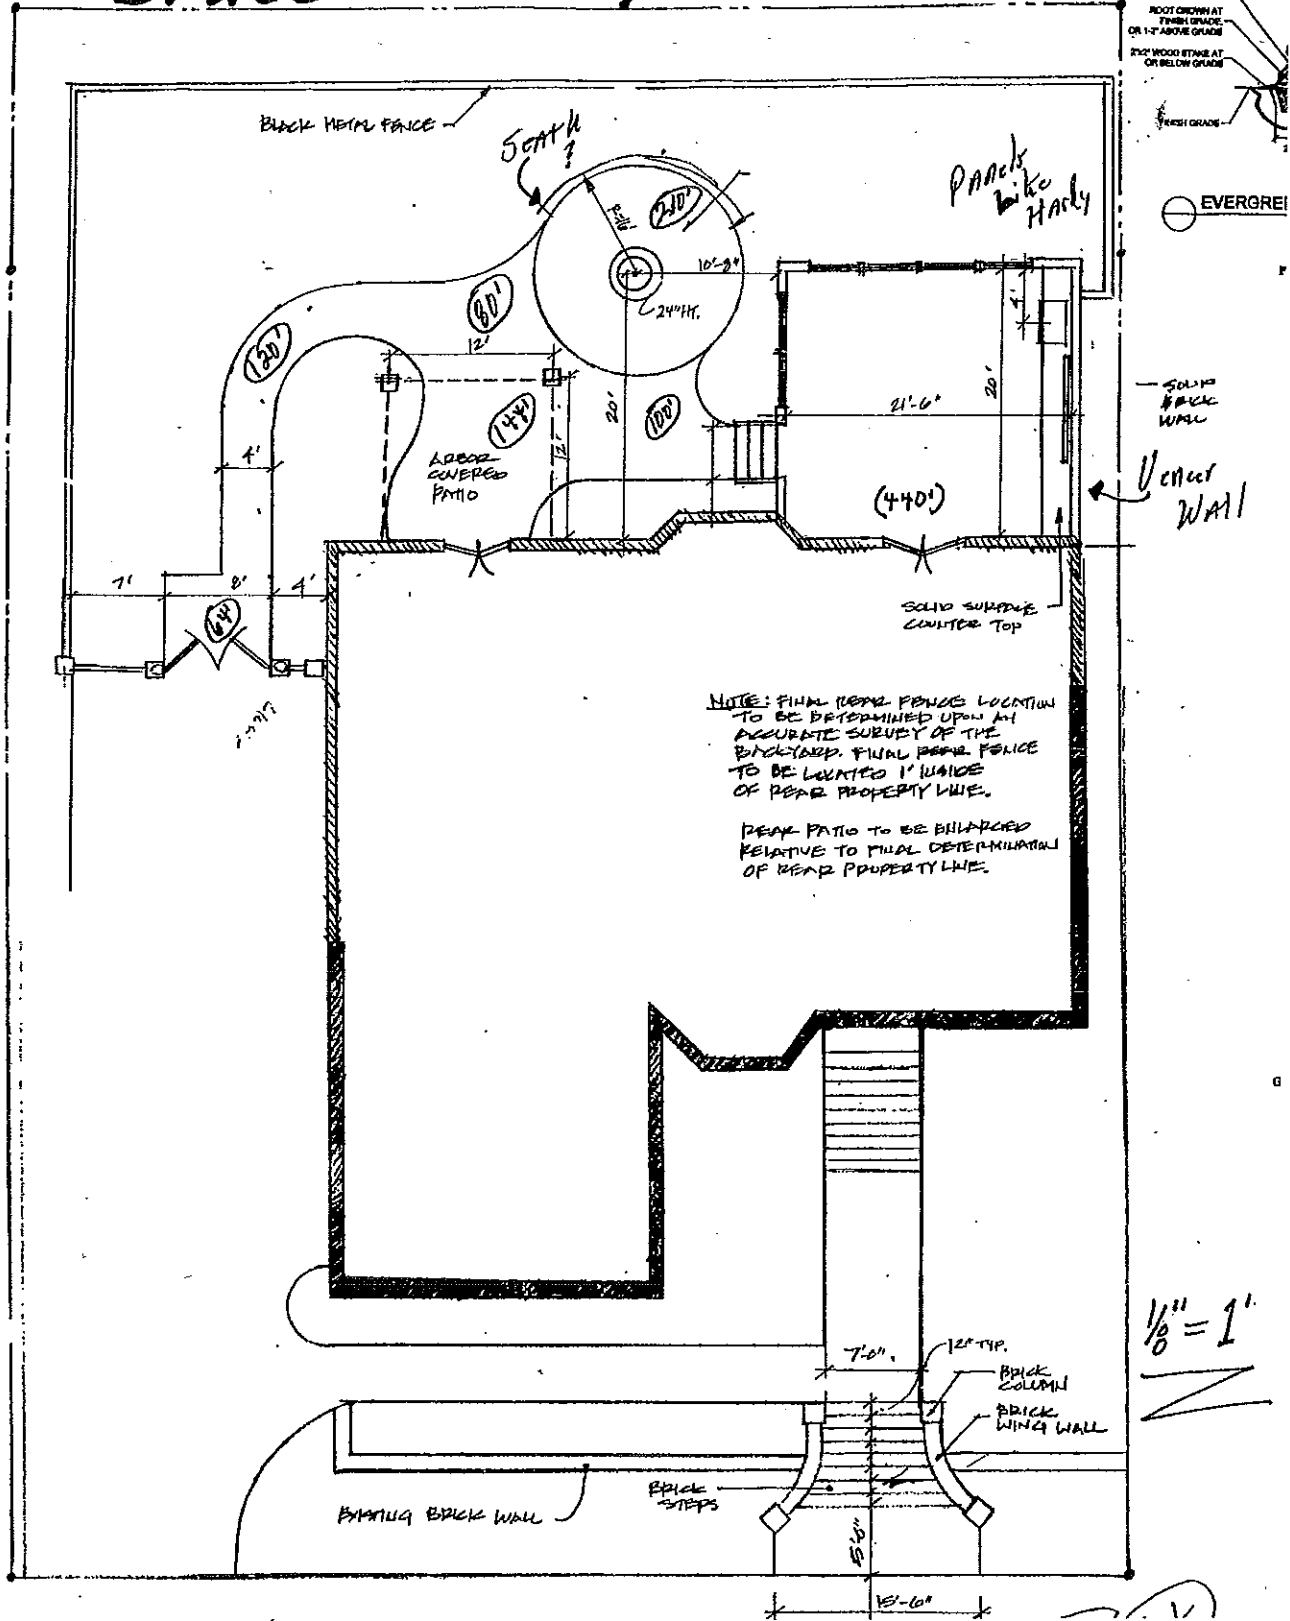 ROOT CROWN AT
FINISH GRADE,
OR 1-2" ABOVE GRADE
2"X2" WOOD STAKE AT
OR BELOW GRADE
FINISH GRADE
EVERGREE
BLACK METAL FENCE
SEAT
?
210'
PANELS
LIKE
HARDY
10'-8"
24" HT.
80'
120'
12'
4'
20'
21'-6"
20'
144'
12'
100'
4'
ARBOR
COVERED
PATIO
(440')
SOLID
BRICK
WALL
Veneer
WALL
7'
8'
4'
64'
SOLID SURFACE
COUNTER TOP
NOTE: FINAL REAR FENCE LOCATION
TO BE DETERMINED UPON AN
ACCURATE SURVEY OF THE
BACKYARD. FINAL REAR FENCE
TO BE LOCATED 1' INSIDE
OF REAR PROPERTY LINE.
REAR PATIO TO BE ENLARGED
RELATIVE TO FINAL DETERMINATION
OF REAR PROPERTY LINE.
G
1/8" = 1'
7'-0"
12" TYP.
BRICK
COLUMN
BRICK
WING WALL
BRICK
STEPS
EXISTING BRICK WALL
5'-0"
15'-6"